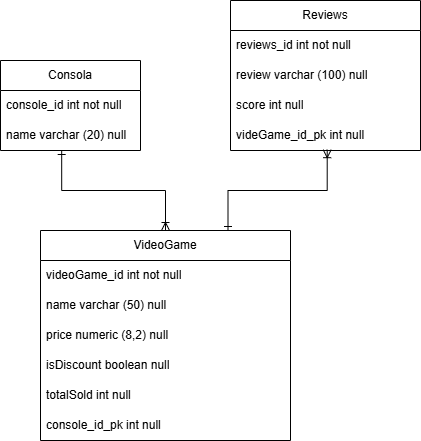 Reviews
reviews_id int not null
review varchar (100) null
score int null
videGame_id_pk int null
Consola
console_id int not null
name varchar (20) null
VideoGame
videoGame_id int not null
name varchar (50) null
price numeric (8,2) null
isDiscount boolean null
totalSold int null
console_id_pk int null